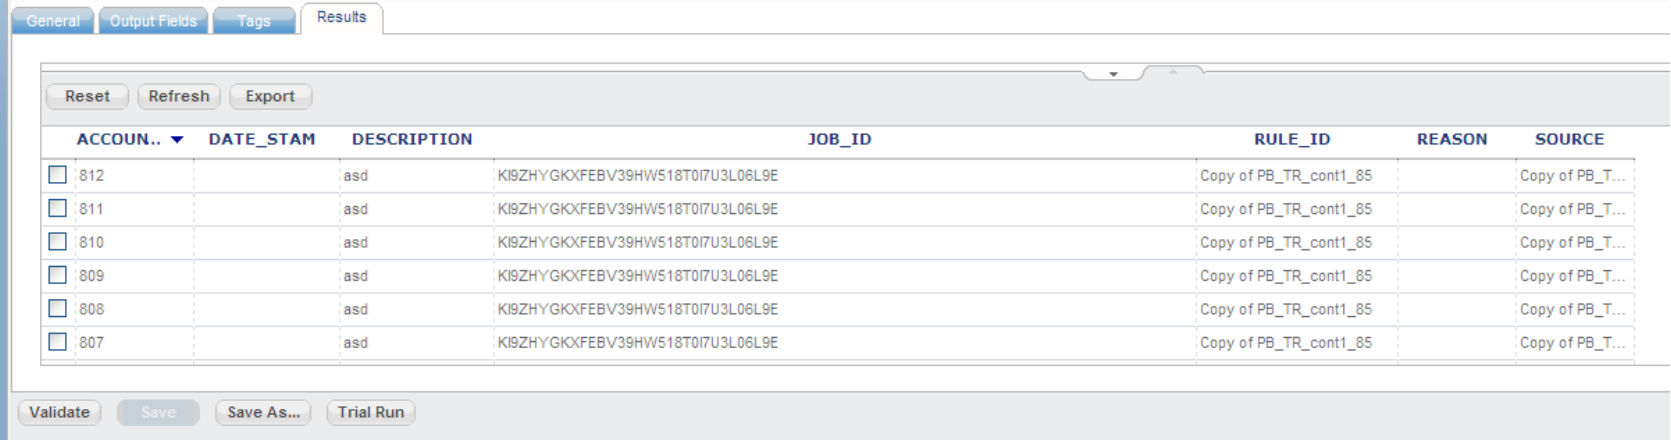 General Output Fields Tags Results
Reset Refresh Export
ACCOUN.. DATE_STAM DESCRIPTION JOB_ID RULE_ID REASON SOURCE
812 asd KI9ZHYGKXFEBV39HW518T0I7U3L06L9E Copy of PB_TR_cont1_85 Copy of PB_T...
811 asd KI9ZHYGKXFEBV39HW518T0I7U3L06L9E Copy of PB_TR_cont1_85 Copy of PB_T...
810 asd KI9ZHYGKXFEBV39HW518T0I7U3L06L9E Copy of PB_TR_cont1_85 Copy of PB_T...
809 asd KI9ZHYGKXFEBV39HW518T0I7U3L06L9E Copy of PB_TR_cont1_85 Copy of PB_T...
808 asd KI9ZHYGKXFEBV39HW518T0I7U3L06L9E Copy of PB_TR_cont1_85 Copy of PB_T...
807 asd KI9ZHYGKXFEBV39HW518T0I7U3L06L9E Copy of PB_TR_cont1_85 Copy of PB_T...
Validate Save Save As... Trial Run